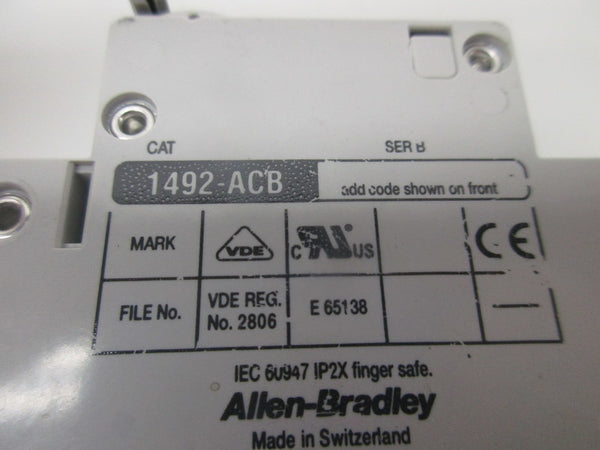 CAT SER B
1492-ACB add code shown on front
MARK VDE C RU US CE
FILE No. VDE REG. No. 2806 E 65138 —
IEC 60947 IP2X finger safe.
Allen-Bradley
Made in Switzerland